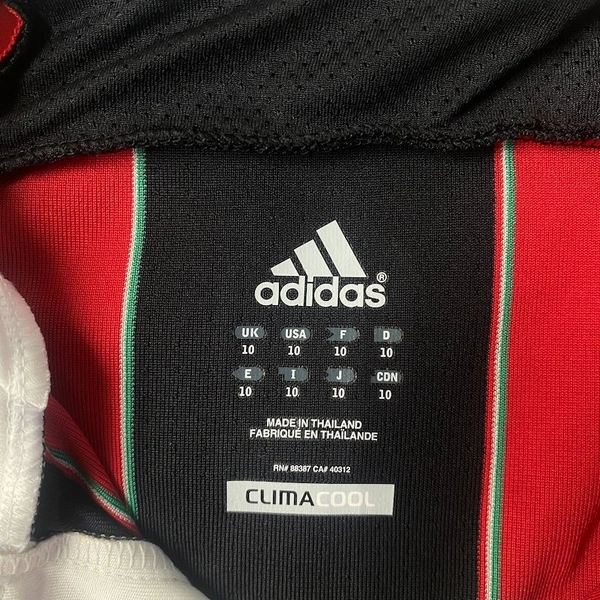 adidas®
UK USA F D
10 10 10 10
E I J CDN
10 10 10 10
MADE IN THAILAND
FABRIQUÉ EN THAÏLANDE
RN# 88387 CA# 40312
CLIMACOOL